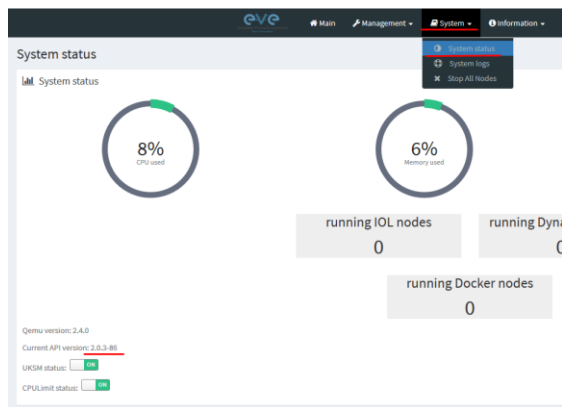 eve
Main Management System Information
System status
System logs
Stop All Nodes
System status
System status
8%
CPU used
6%
Memory used
running IOL nodes
0
running Dyna
running Docker nodes
0
Qemu version: 2.4.0
Current API version: 2.0.3-86
UKSM status: ON
CPULimit status: ON